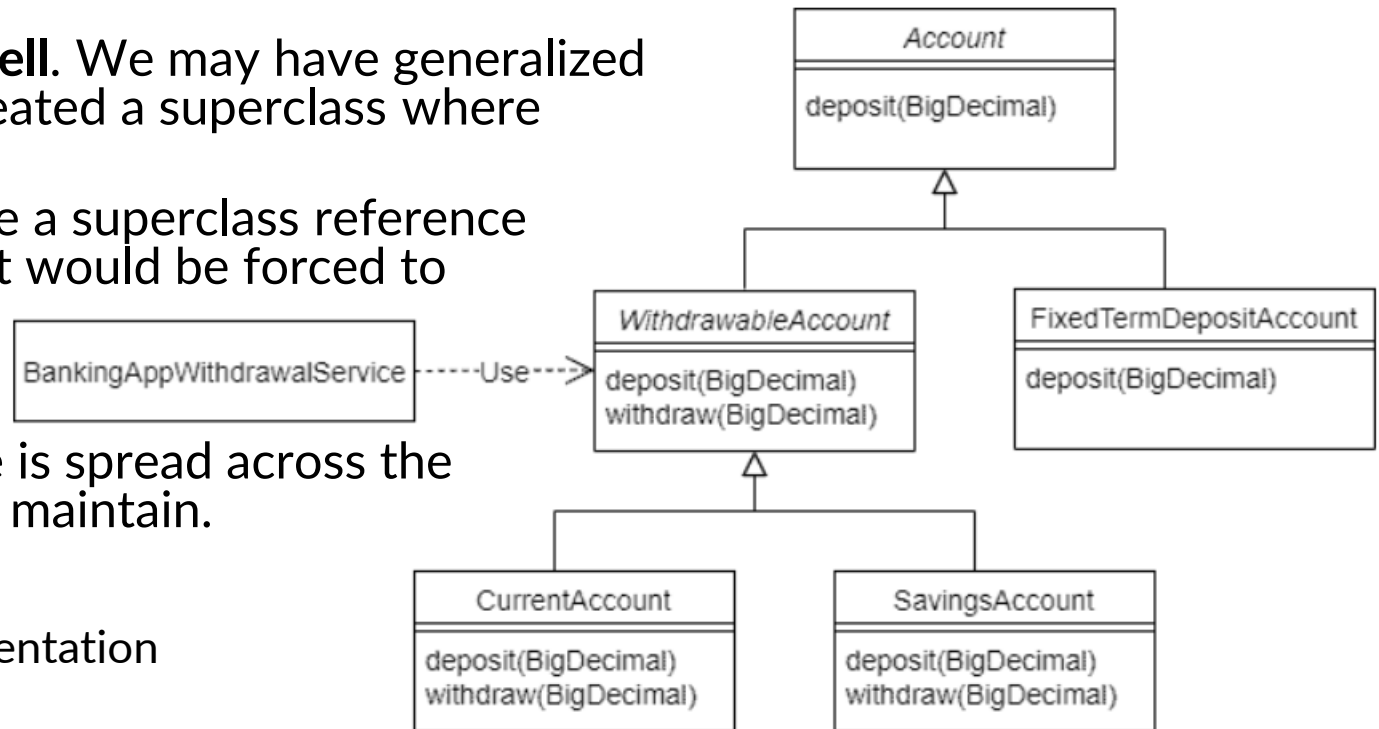 ell. We may have generalized
eated a superclass where
e a superclass reference
t would be forced to
e is spread across the
maintain.
entation
Account
deposit(BigDecimal)
BankingAppWithdrawalService
Use
WithdrawableAccount
deposit(BigDecimal)
withdraw(BigDecimal)
FixedTermDepositAccount
deposit(BigDecimal)
CurrentAccount
deposit(BigDecimal)
withdraw(BigDecimal)
SavingsAccount
deposit(BigDecimal)
withdraw(BigDecimal)